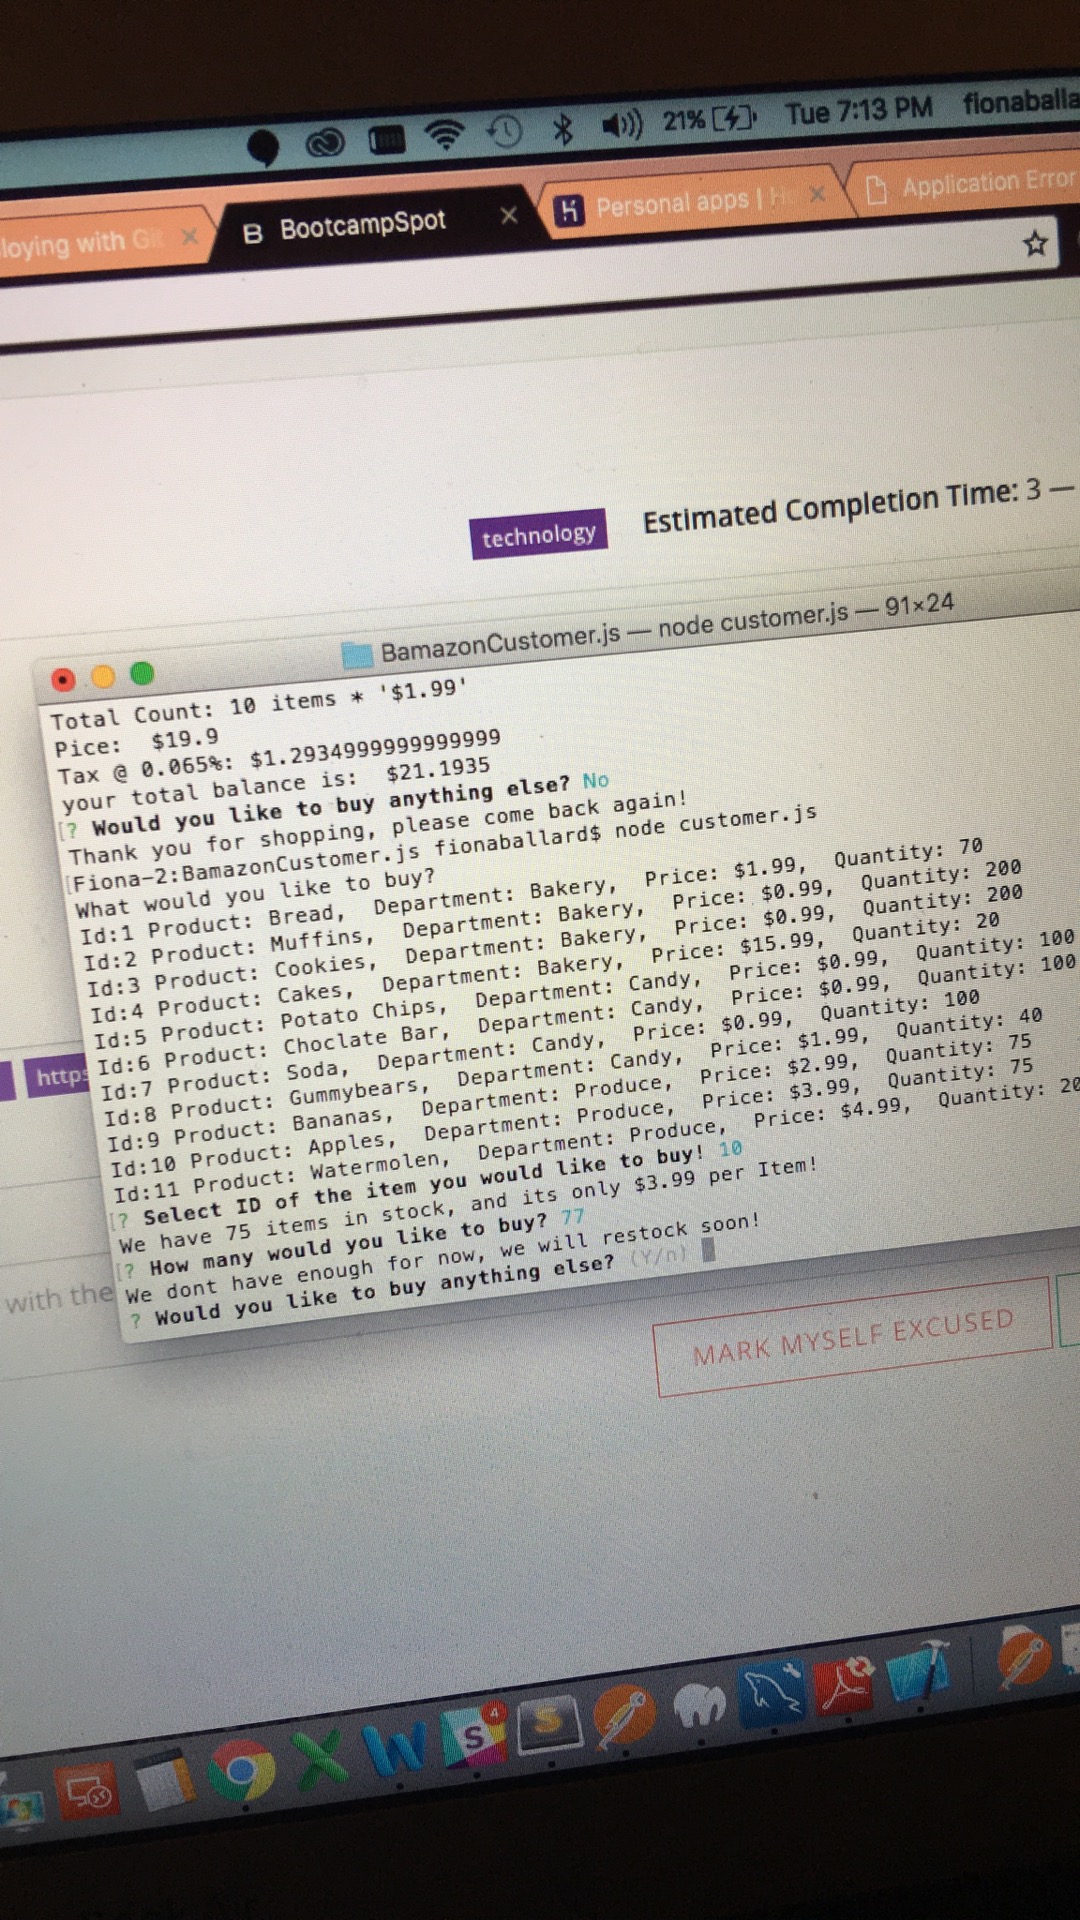 21% Tue 7:13 PM fionaballa
loying with Git BootcampSpot Personal apps | H Application Error
technology Estimated Completion Time: 3 —
BamazonCustomer.js — node customer.js — 91×24
Total Count: 10 items * '$1.99'
Pice: $19.9
Tax @ 0.065%: $1.2934999999999999
your total balance is: $21.1935
[? Would you like to buy anything else? No
Thank you for shopping, please come back again!
[Fiona-2:BamazonCustomer.js fionaballard$ node customer.js
What would you like to buy?
Id:1 Product: Bread, Department: Bakery, Price: $1.99, Quantity: 70
Id:2 Product: Muffins, Department: Bakery, Price: $0.99, Quantity: 200
Id:3 Product: Cookies, Department: Bakery, Price: $0.99, Quantity: 200
Id:4 Product: Cakes, Department: Bakery, Price: $15.99, Quantity: 20
Id:5 Product: Potato Chips, Department: Candy, Price: $0.99, Quantity: 100
Id:6 Product: Choclate Bar, Department: Candy, Price: $0.99, Quantity: 100
Id:7 Product: Soda, Department: Candy, Price: $0.99, Quantity: 100
Id:8 Product: Gummybears, Department: Candy, Price: $1.99, Quantity: 40
Id:9 Product: Bananas, Department: Produce, Price: $2.99, Quantity: 75
Id:10 Product: Apples, Department: Produce, Price: $3.99, Quantity: 75
Id:11 Product: Watermolen, Department: Produce, Price: $4.99, Quantity: 20
[? Select ID of the item you would like to buy! 10
We have 75 items in stock, and its only $3.99 per Item!
[? How many would you like to buy? 77
We dont have enough for now, we will restock soon!
? Would you like to buy anything else? (Y/n)
https
with the
MARK MYSELF EXCUSED
4